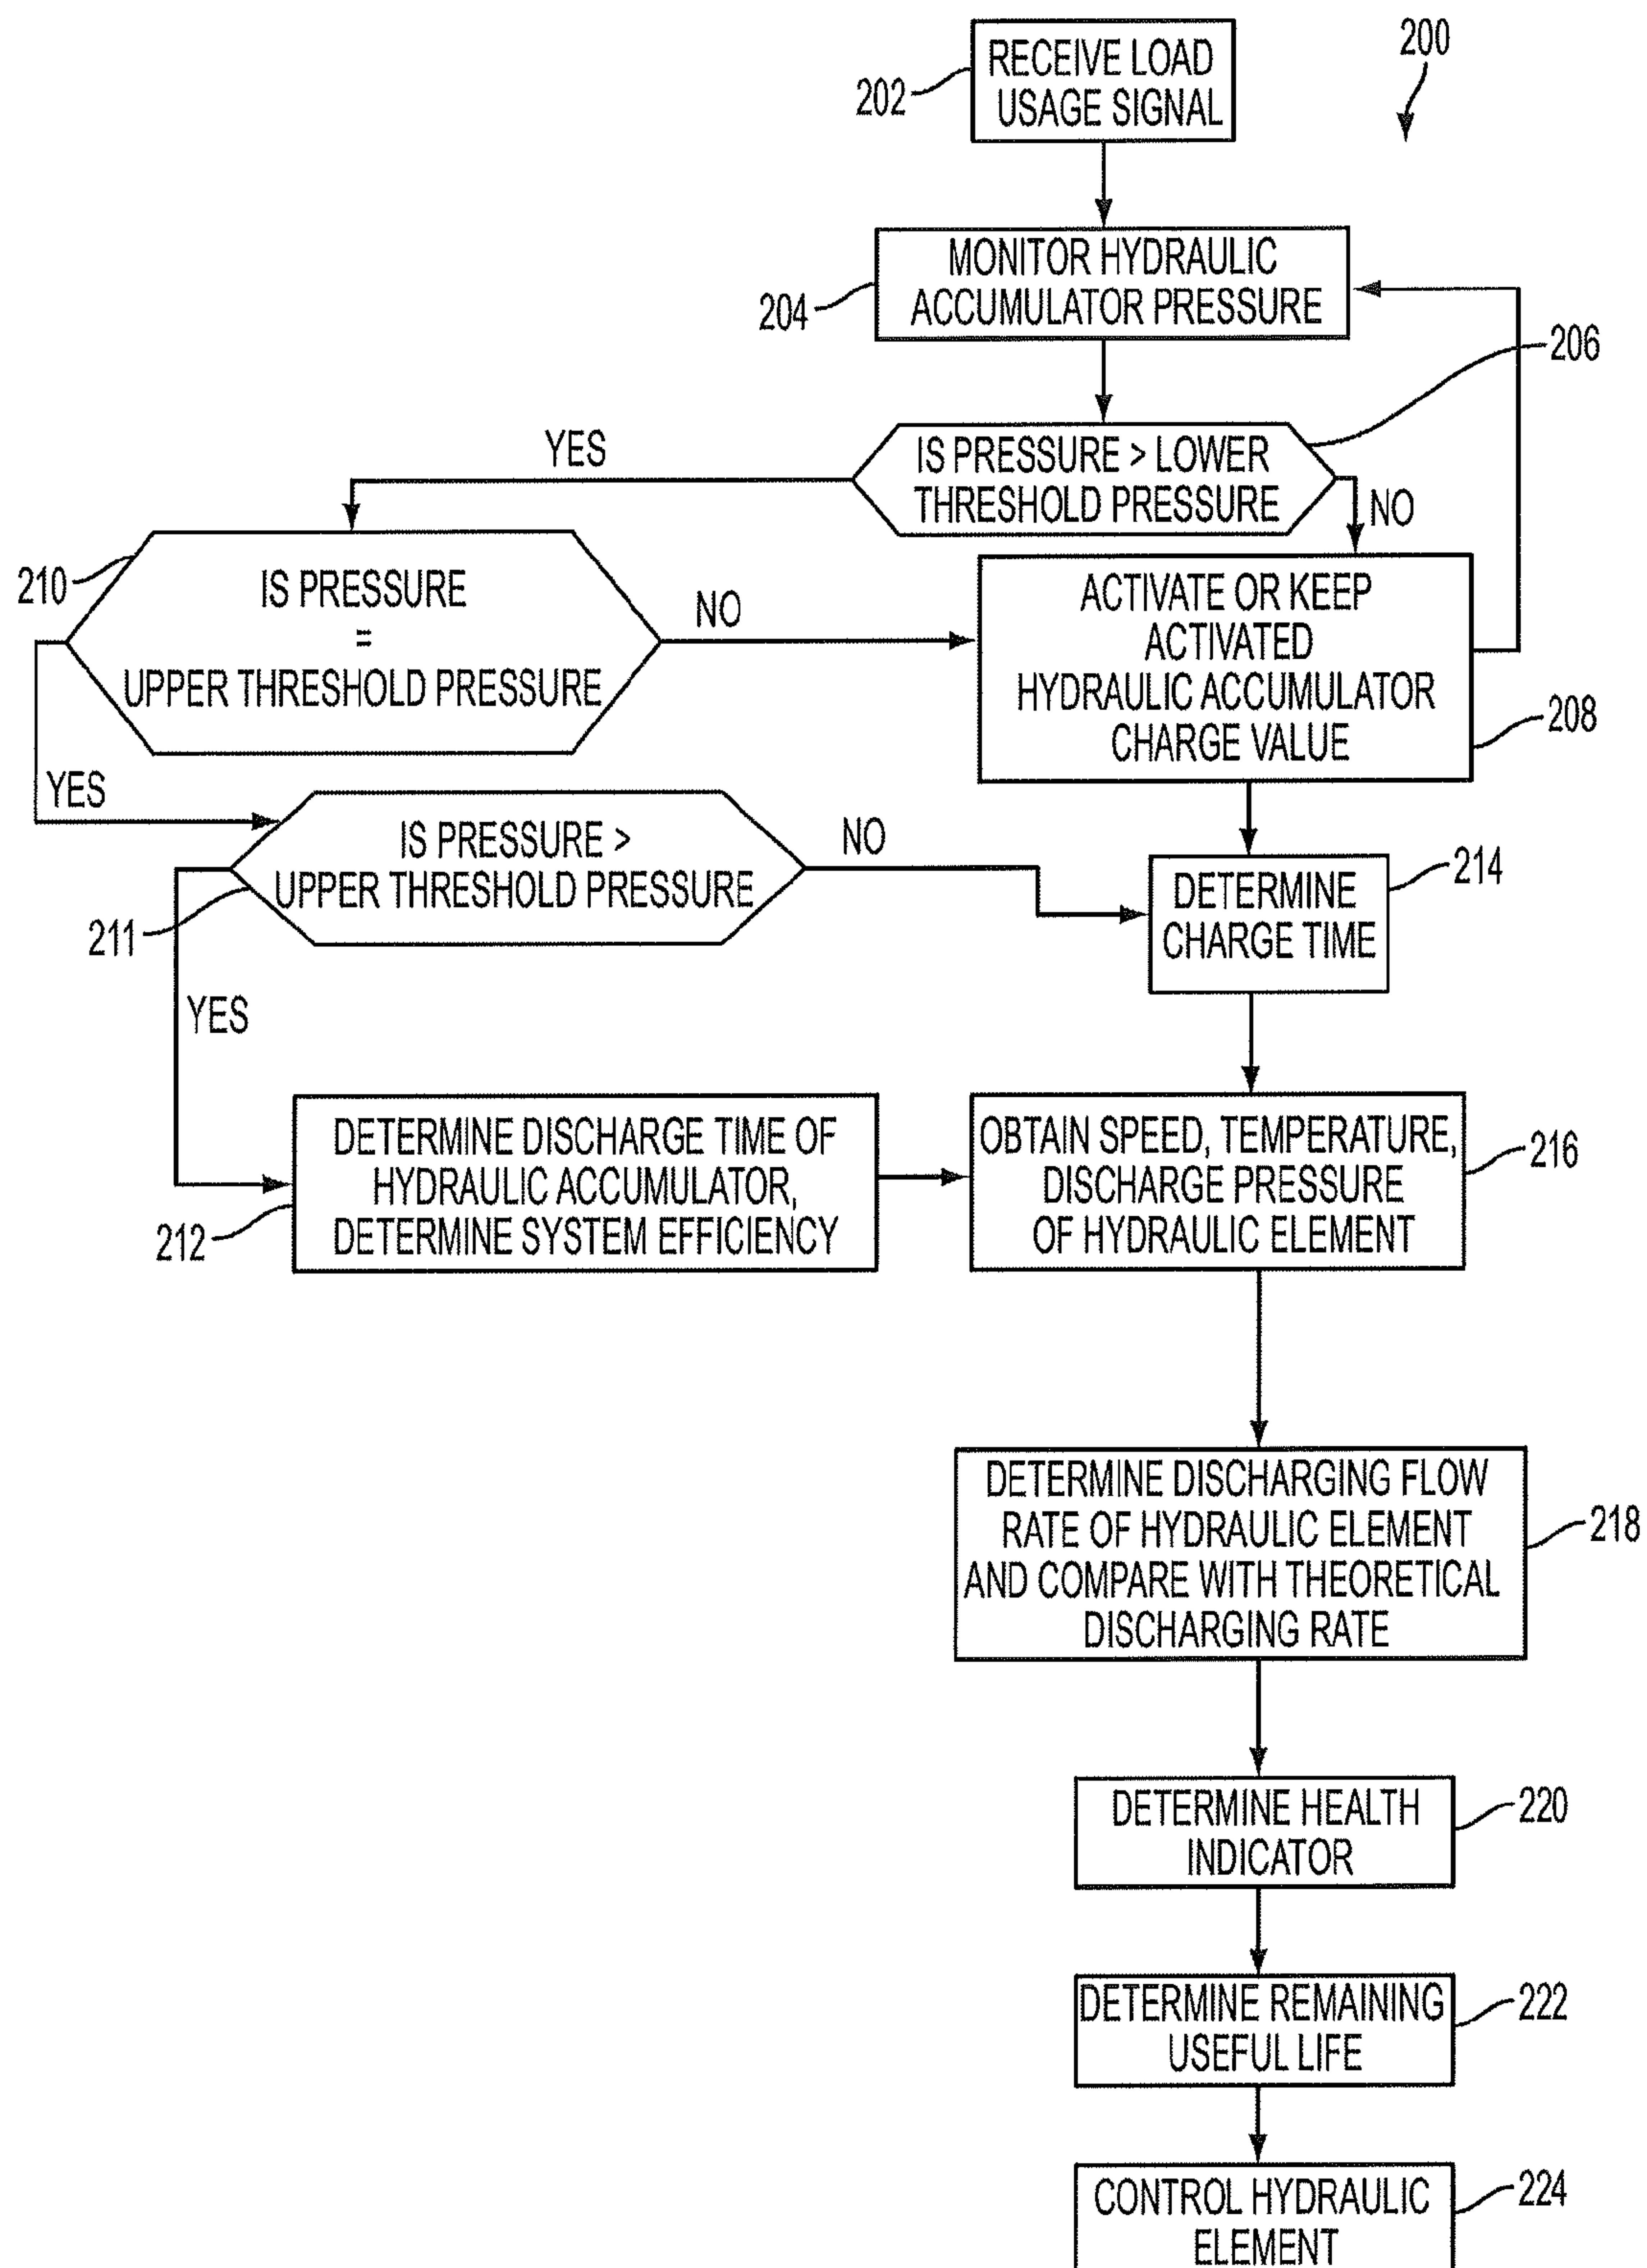 200
RECEIVE LOAD
USAGE SIGNAL
202
MONITOR HYDRAULIC
ACCUMULATOR PRESSURE
204
206
YES
IS PRESSURE > LOWER
THRESHOLD PRESSURE
NO
210
IS PRESSURE
=
UPPER THRESHOLD PRESSURE
NO
ACTIVATE OR KEEP
ACTIVATED
HYDRAULIC ACCUMULATOR
CHARGE VALUE
208
YES
IS PRESSURE >
UPPER THRESHOLD PRESSURE
NO
211
214
DETERMINE
CHARGE TIME
YES
DETERMINE DISCHARGE TIME OF
HYDRAULIC ACCUMULATOR,
DETERMINE SYSTEM EFFICIENCY
212
OBTAIN SPEED, TEMPERATURE,
DISCHARGE PRESSURE
OF HYDRAULIC ELEMENT
216
DETERMINE DISCHARGING FLOW
RATE OF HYDRAULIC ELEMENT
AND COMPARE WITH THEORETICAL
DISCHARGING RATE
218
DETERMINE HEALTH
INDICATOR
220
DETERMINE REMAINING
USEFUL LIFE
222
CONTROL HYDRAULIC
ELEMENT
224